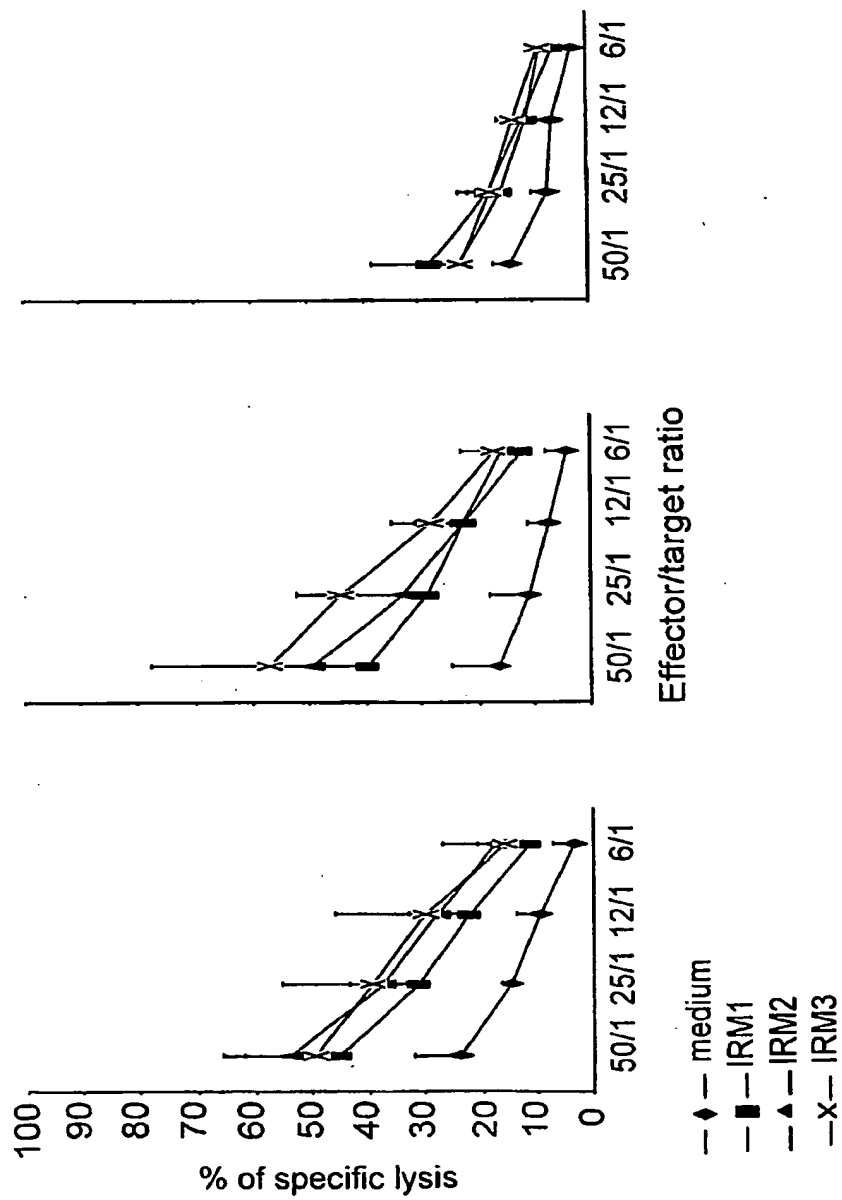 % of specific lysis
100
90
80
70
60
50
40
30
20
10
0
50/1 25/1 12/1 6/1
50/1 25/1 12/1 6/1
50/1 25/1 12/1 6/1
Effector/target ratio
medium
IRM1
IRM2
IRM3